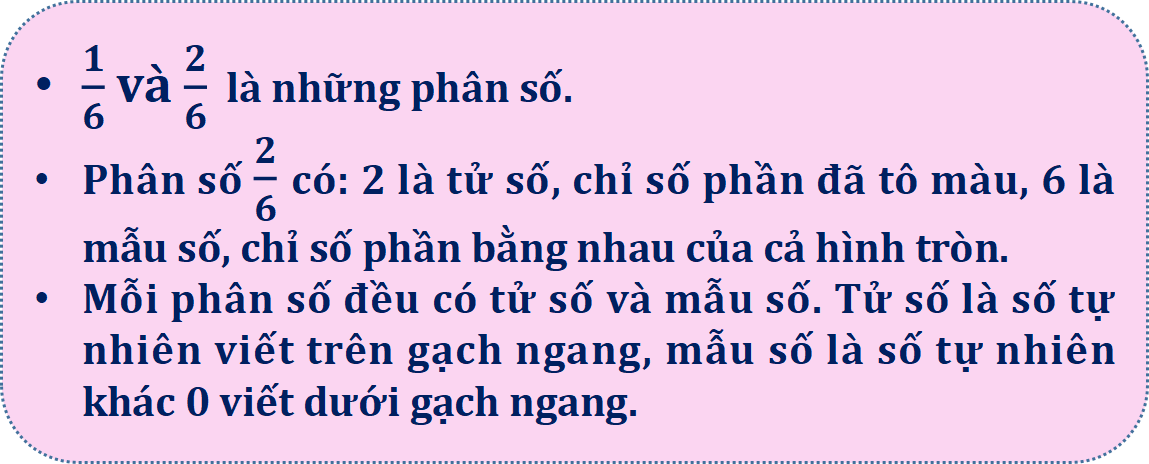 • 1/6 và 2/6 là những phân số.
• Phân số 2/6 có: 2 là tử số, chỉ số phần đã tô màu, 6 là
mẫu số, chỉ số phần bằng nhau của cả hình tròn.
• Mỗi phân số đều có tử số và mẫu số. Tử số là số tự
nhiên viết trên gạch ngang, mẫu số là số tự nhiên
khác 0 viết dưới gạch ngang.